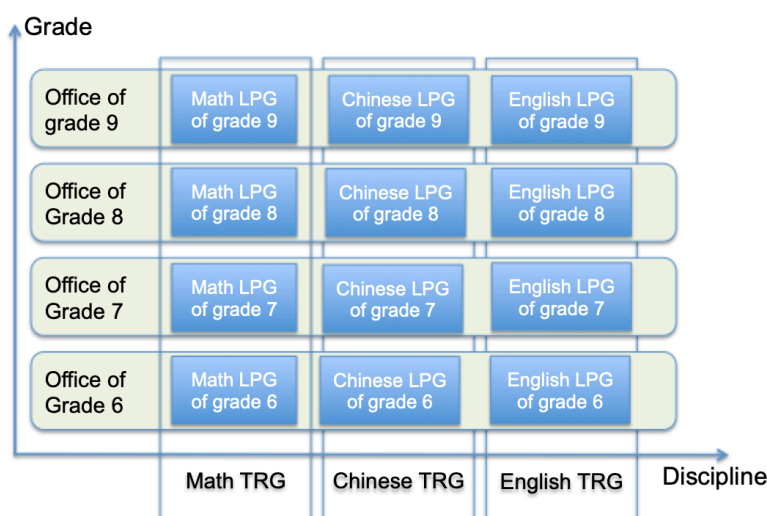 Grade
Office of
grade 9
Math LPG
of grade 9
Chinese LPG
of grade 9
English LPG
of grade 9
Office of
Grade 8
Math LPG
of grade 8
Chinese LPG
of grade 8
English LPG
of grade 8
Office of
Grade 7
Math LPG
of grade 7
Chinese LPG
of grade 7
English LPG
of grade 7
Office of
Grade 6
Math LPG
of grade 6
Chinese LPG
of grade 6
English LPG
of grade 6
Math TRG
Chinese TRG
English TRG
Discipline